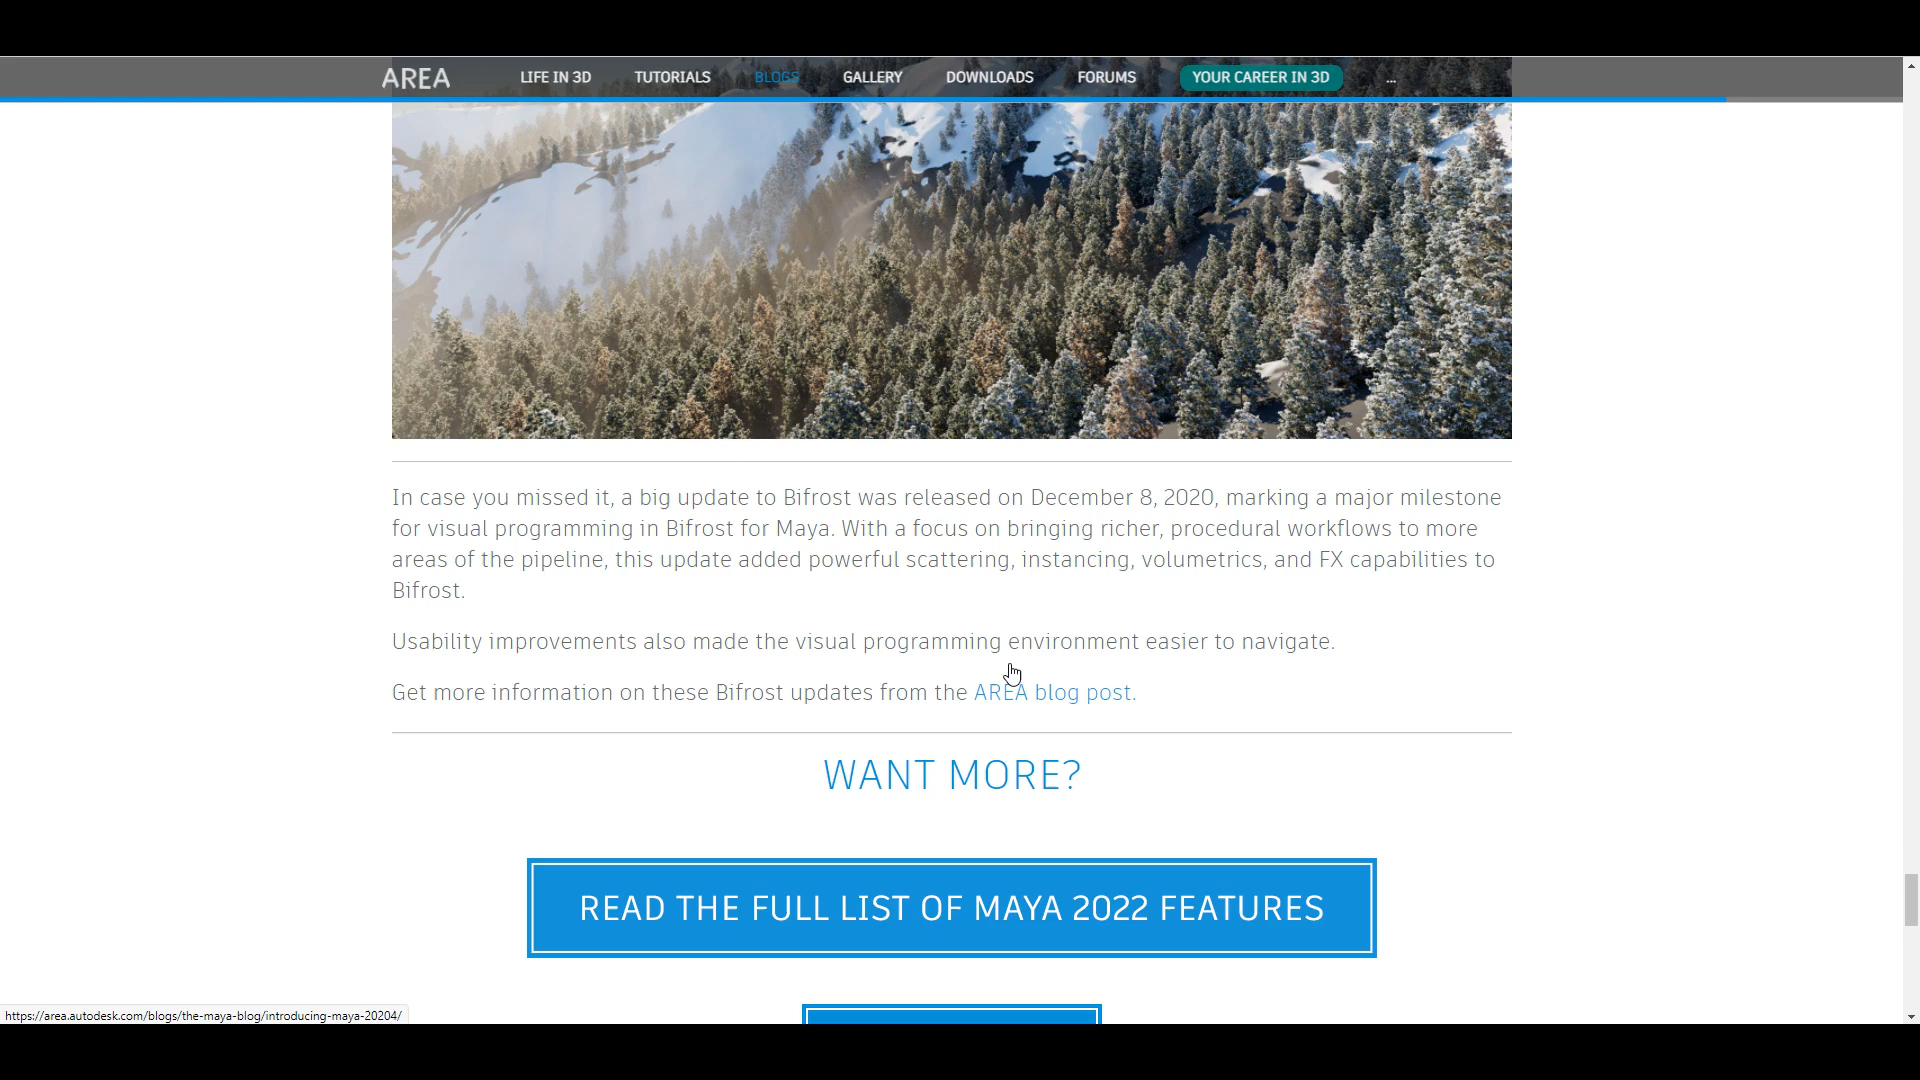 AREA LIFE IN 3D TUTORIALS BLOGS GALLERY DOWNLOADS FORUMS YOUR CAREER IN 3D ...
In case you missed it, a big update to Bifrost was released on December 8, 2020, marking a major milestone
for visual programming in Bifrost for Maya. With a focus on bringing richer, procedural workflows to more
areas of the pipeline, this update added powerful scattering, instancing, volumetrics, and FX capabilities to
Bifrost.
Usability improvements also made the visual programming environment easier to navigate.
Get more information on these Bifrost updates from the AREA blog post.
WANT MORE?
READ THE FULL LIST OF MAYA 2022 FEATURES
https://area.autodesk.com/blogs/the-maya-blog/introducing-maya-20204/